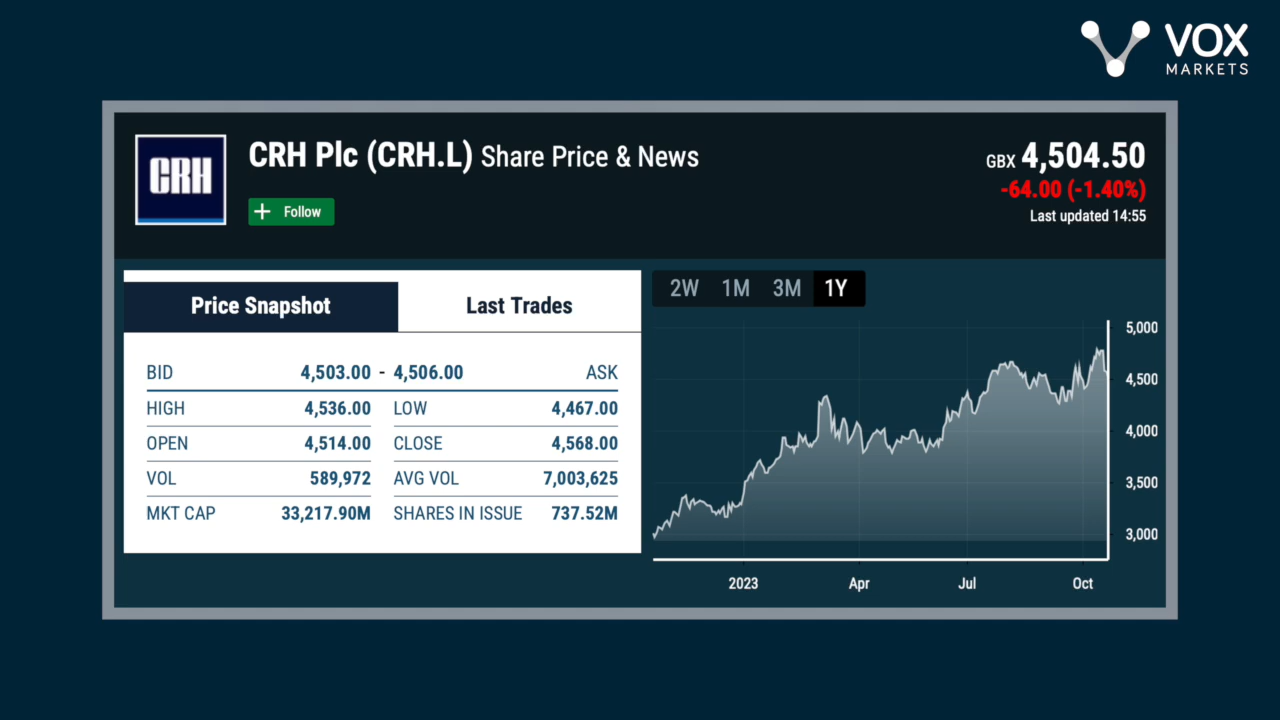 VOX
MARKETS
CRH
CRH Plc (CRH.L) Share Price & News
+ Follow
GBX 4,504.50
-64.00 (-1.40%)
Last updated 14:55
Price Snapshot Last Trades
BID 4,503.00 - 4,506.00 ASK
HIGH 4,536.00 LOW 4,467.00
OPEN 4,514.00 CLOSE 4,568.00
VOL 589,972 AVG VOL 7,003,625
MKT CAP 33,217.90M SHARES IN ISSUE 737.52M
2W 1M 3M 1Y
5,000
4,500
4,000
3,500
3,000
2023 Apr Jul Oct